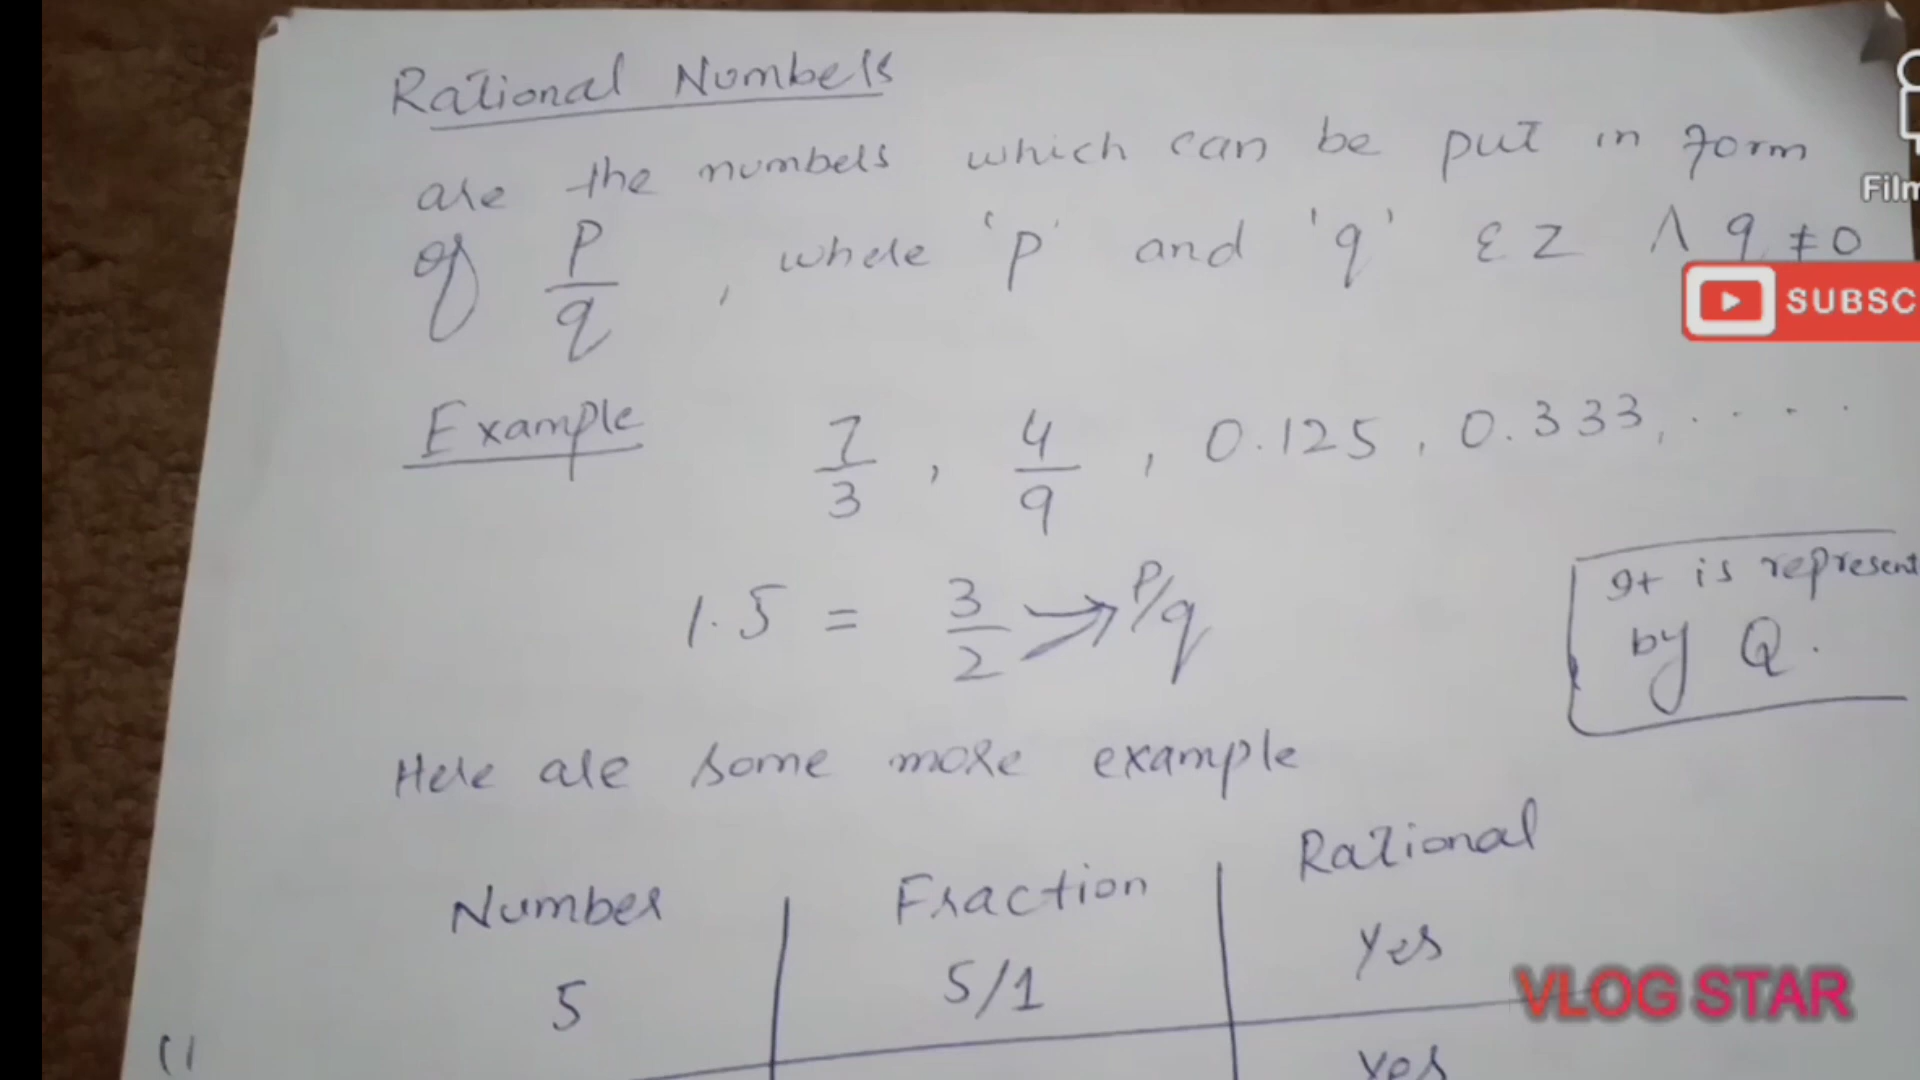 Rational Numbers
are the numbers which can be put in form
of p/q , where 'p' and 'q' ε Z ∧ q ≠ 0
Film
SUBSC
Example 7/3 , 4/9 , 0.125 , 0.333, . . . .
1.5 = 3/2 → p/q
It is represent
by Q.
Here are some more example
Number Fraction Rational
5 5/1 Yes
VLOG STAR
Yes